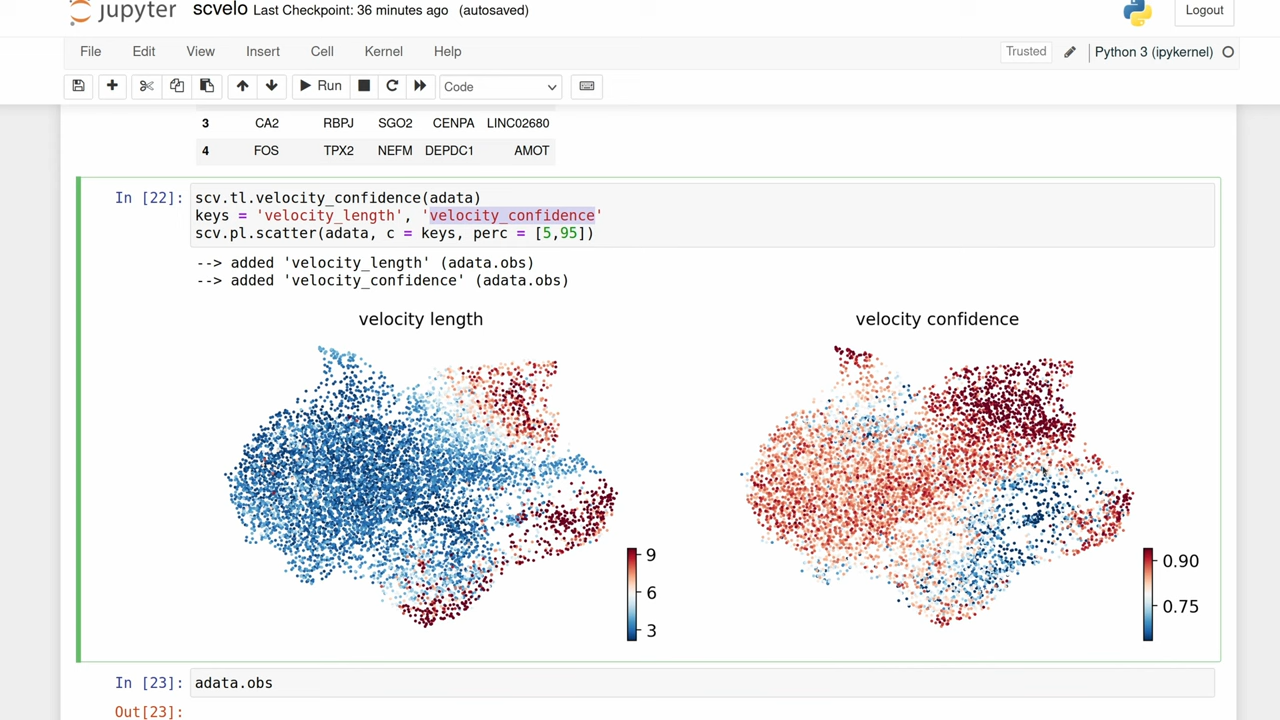 jupyter scvelo Last Checkpoint: 36 minutes ago (autosaved) Logout
File Edit View Insert Cell Kernel Help Trusted Python 3 (ipykernel)
Run Code
3 CA2 RBPJ SGO2 CENPA LINC02680
4 FOS TPX2 NEFM DEPDC1 AMOT
In [22]: scv.tl.velocity_confidence(adata)
keys = 'velocity_length', 'velocity_confidence'
scv.pl.scatter(adata, c = keys, perc = [5,95])
--> added 'velocity_length' (adata.obs)
--> added 'velocity_confidence' (adata.obs)
velocity length velocity confidence
9
6
3
0.90
0.75
In [23]: adata.obs
Out[23]: